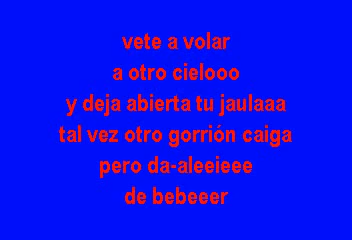 vete a volar
a otro cielooo
y deja abierta tu jaulaaa
tal vez otro gorrión caiga
pero da-aleeieee
de bebeeer